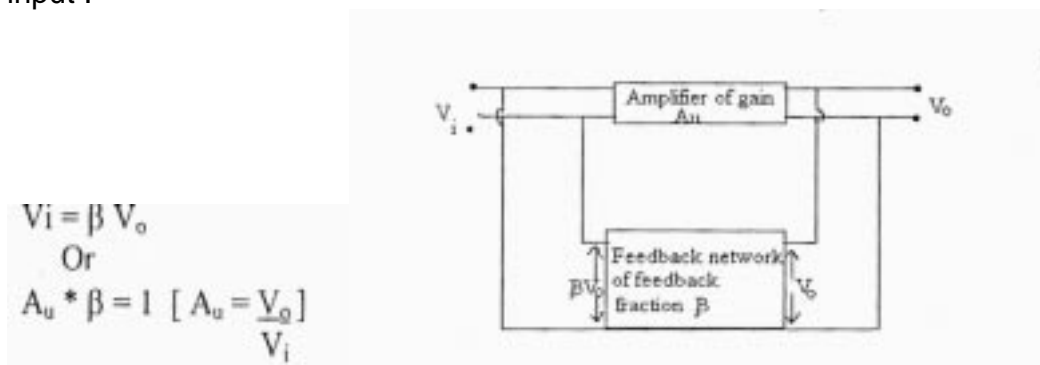 input .
Amplifier of gain
Au
Vi
Vo
Vi = β Vo
Or
Au * β = 1 [ Au = Vo ]
Vi
Feedback network
of feedback
fraction β
βVo
Vo